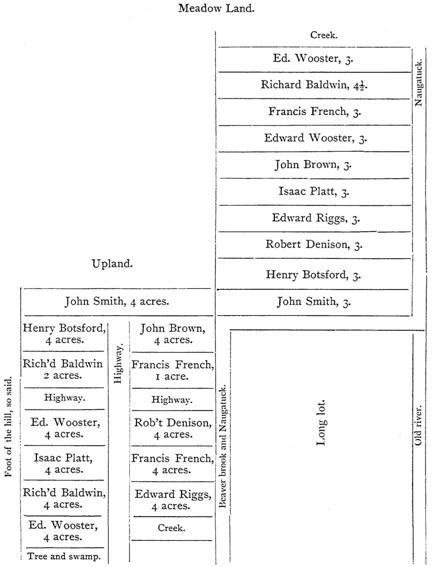 Meadow Land.
Creek.
Ed. Wooster, 3.
Richard Baldwin, 4½.
Francis French, 3.
Edward Wooster, 3.
John Brown, 3.
Isaac Platt, 3.
Edward Riggs, 3.
Robert Denison, 3.
Henry Botsford, 3.
John Smith, 3.
Naugatuck.
Upland.
John Smith, 4 acres.
Henry Botsford,
4 acres.
Rich'd Baldwin
2 acres.
Highway.
Ed. Wooster,
4 acres.
Isaac Platt,
4 acres.
Rich'd Baldwin,
4 acres.
Ed. Wooster,
4 acres.
Tree and swamp.
Foot of the hill, so said.
Highway.
John Brown,
4 acres.
Francis French,
1 acre.
Highway.
Rob't Denison,
4 acres.
Francis French,
4 acres.
Edward Riggs,
4 acres.
Creek.
Beaver brook and Naugatuck.
Long lot.
Old river.